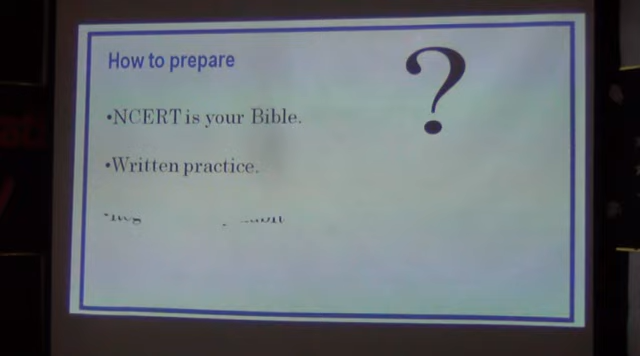 How to prepare
?
•NCERT is your Bible.
•Written practice.